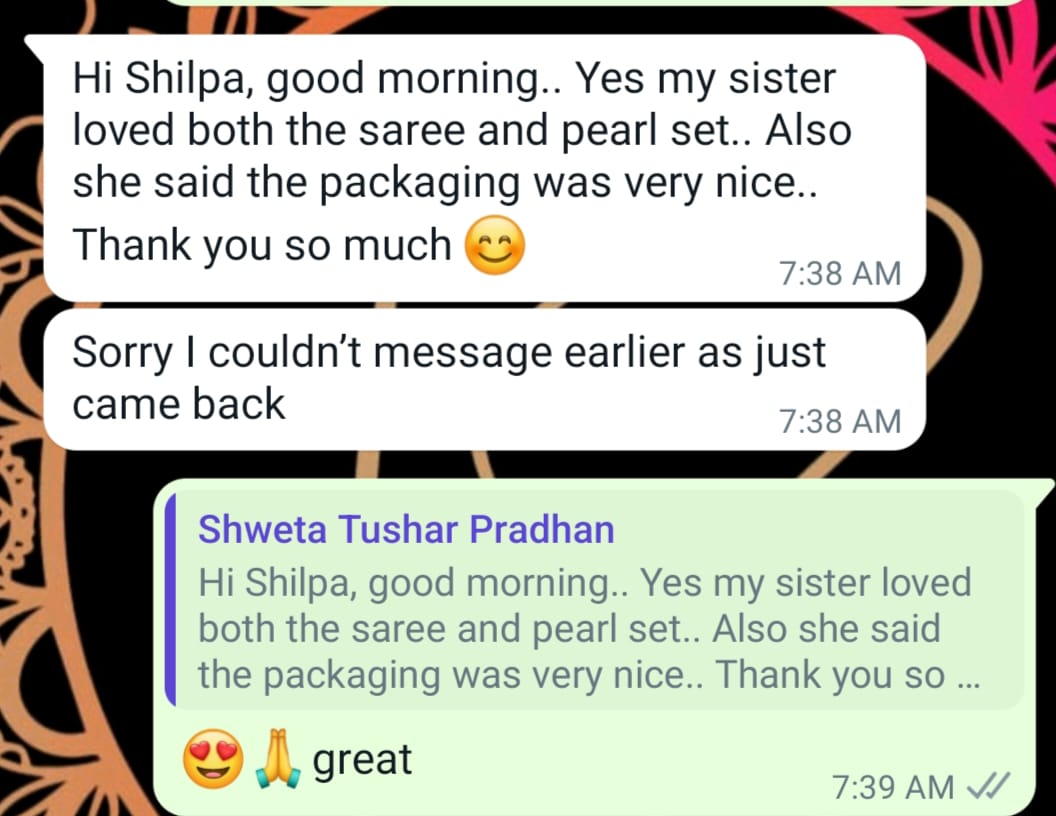 Hi Shilpa, good morning.. Yes my sister
loved both the saree and pearl set.. Also
she said the packaging was very nice..
Thank you so much 😊
7:38 AM
Sorry I couldn’t message earlier as just
came back
7:38 AM
Shweta Tushar Pradhan
Hi Shilpa, good morning.. Yes my sister loved
both the saree and pearl set.. Also she said
the packaging was very nice.. Thank you so ...
😍🙏 great
7:39 AM